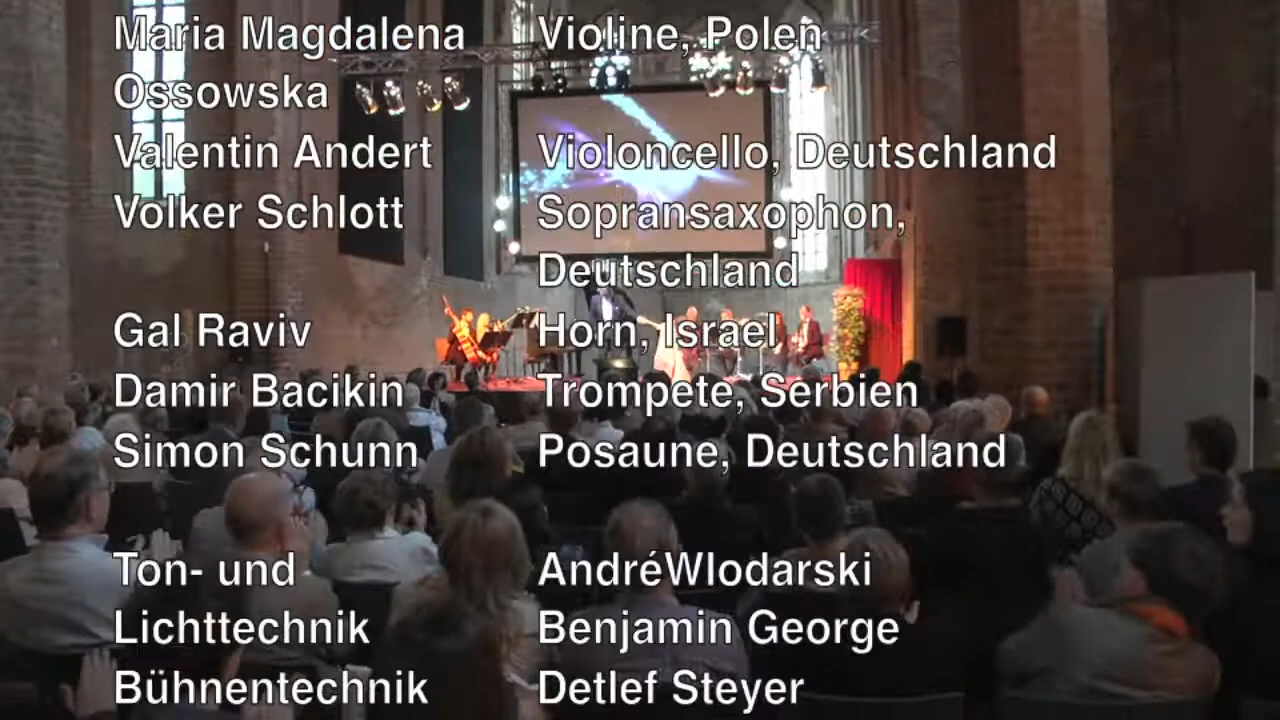 Maria Magdalena Violine, Polen
Ossowska
Valentin Andert Violoncello, Deutschland
Volker Schlott Sopransaxophon,
Deutschland
Gal Raviv Horn, Israel
Damir Bacikin Trompete, Serbien
Simon Schunn Posaune, Deutschland
Ton- und AndréWlodarski
Lichttechnik Benjamin George
Bühnentechnik Detlef Steyer